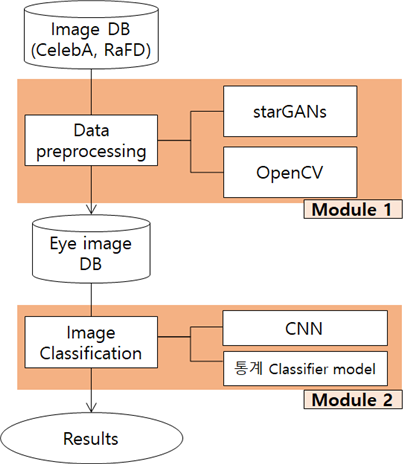 Image DB
(CelebA, RaFD)
Data
preprocessing
starGANs
OpenCV
Module 1
Eye image
DB
Image
Classification
CNN
통계 Classifier model
Module 2
Results